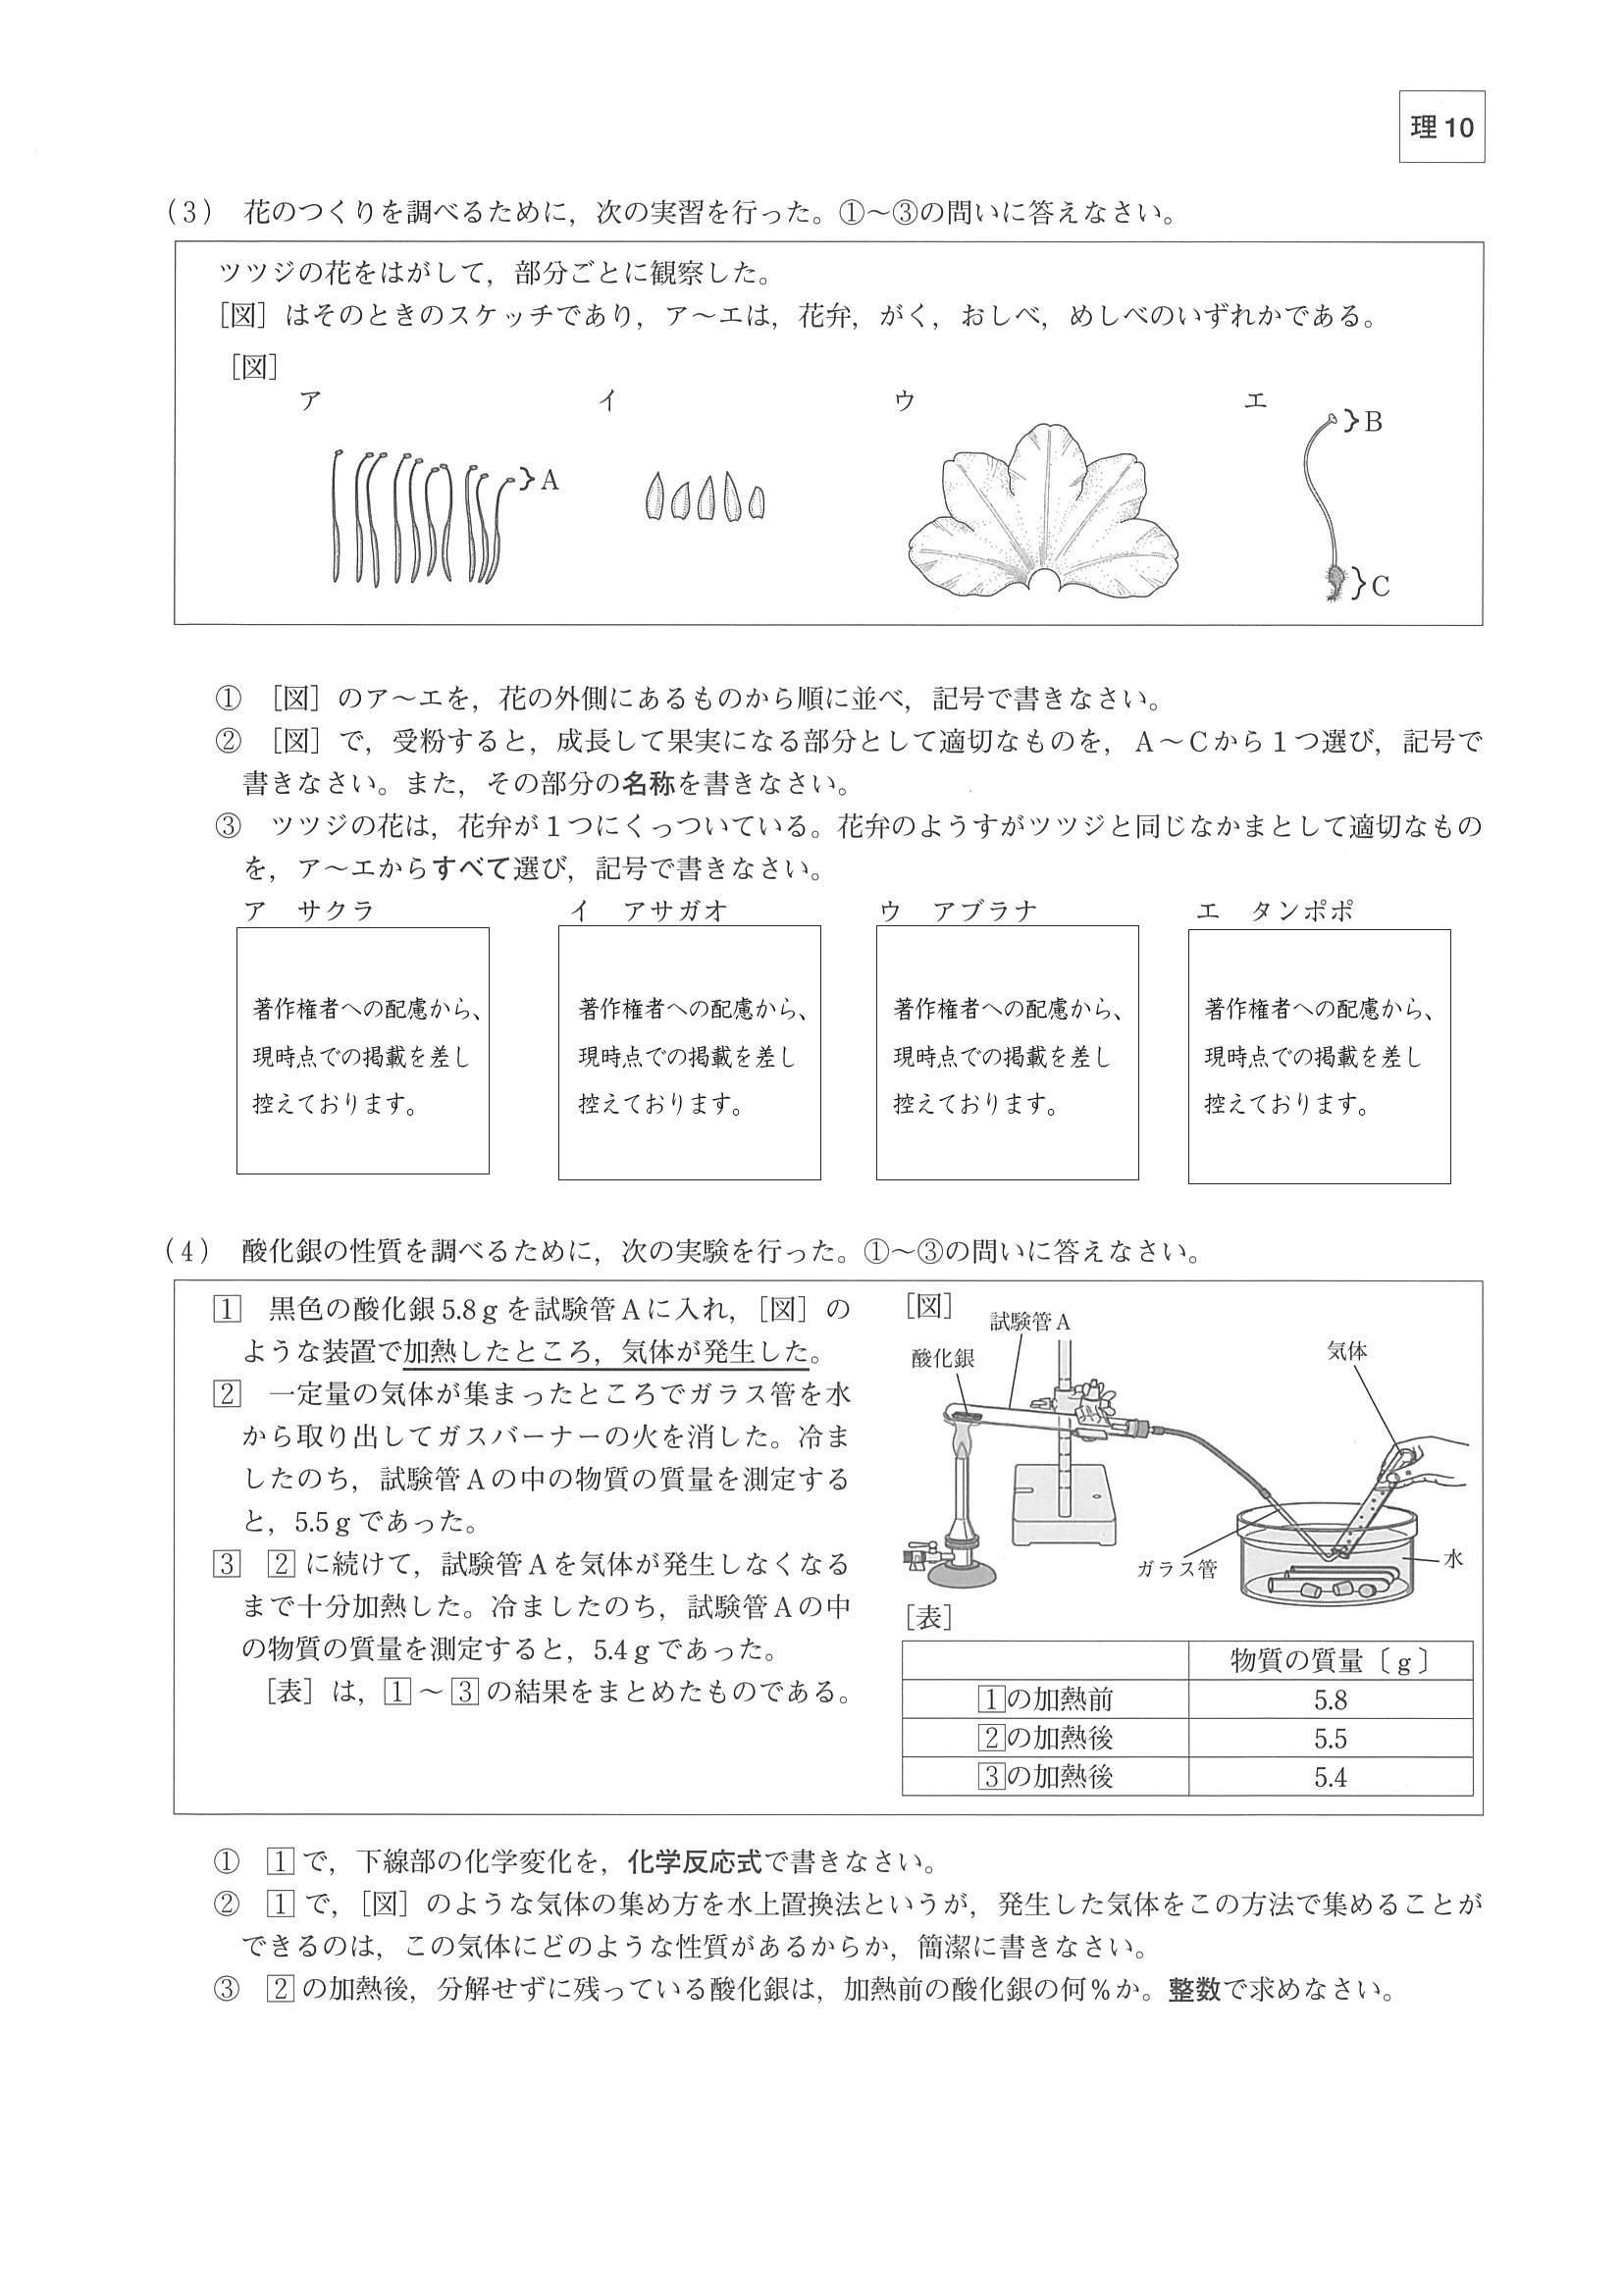 理10
(3) 花のつくりを調べるために，次の実習を行った。①～③の問いに答えなさい。
ツツジの花をはがして，部分ごとに観察した。
［図］はそのときのスケッチであり，ア～エは，花弁，がく，おしべ，めしべのいずれかである。
［図］
ア イ ウ エ
A
B
C
① ［図］のア～エを，花の外側にあるものから順に並べ，記号で書きなさい。
② ［図］で，受粉すると，成長して果実になる部分として適切なものを，A～Cから1つ選び，記号で
書きなさい。また，その部分の名称を書きなさい。
③ ツツジの花は，花弁が1つにくっついている。花弁のようすがツツジと同じなかまとして適切なもの
を，ア～エからすべて選び，記号で書きなさい。
ア サクラ イ アサガオ ウ アブラナ エ タンポポ
著作権者への配慮から、
現時点での掲載を差し
控えております。
著作権者への配慮から、
現時点での掲載を差し
控えております。
著作権者への配慮から、
現時点での掲載を差し
控えております。
著作権者への配慮から、
現時点での掲載を差し
控えております。
(4) 酸化銀の性質を調べるために，次の実験を行った。①～③の問いに答えなさい。
1 黒色の酸化銀5.8gを試験管Aに入れ，［図］の
ような装置で加熱したところ，気体が発生した。
2 一定量の気体が集まったところでガラス管を水
から取り出してガスバーナーの火を消した。冷ま
したのち，試験管Aの中の物質の質量を測定する
と，5.5gであった。
3 2に続けて，試験管Aを気体が発生しなくなる
まで十分加熱した。冷ましたのち，試験管Aの中
の物質の質量を測定すると，5.4gであった。
［表］は，1～3の結果をまとめたものである。
［図］
試験管A
酸化銀
気体
ガラス管
水
［表］
物質の質量〔g〕
1の加熱前 5.8
2の加熱後 5.5
3の加熱後 5.4
① 1で，下線部の化学変化を，化学反応式で書きなさい。
② 1で，［図］のような気体の集め方を水上置換法というが，発生した気体をこの方法で集めることが
できるのは，この気体にどのような性質があるからか，簡潔に書きなさい。
③ 2の加熱後，分解せずに残っている酸化銀は，加熱前の酸化銀の何%か。整数で求めなさい。